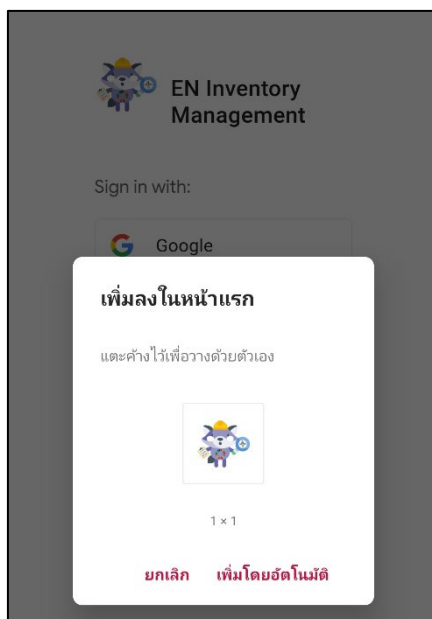 EN Inventory
Management
Sign in with:
Google
เพิ่มลงในหน้าแรก
แตะค้างไว้เพื่อวางด้วยตัวเอง
1 × 1
ยกเลิก เพิ่มโดยอัตโนมัติ